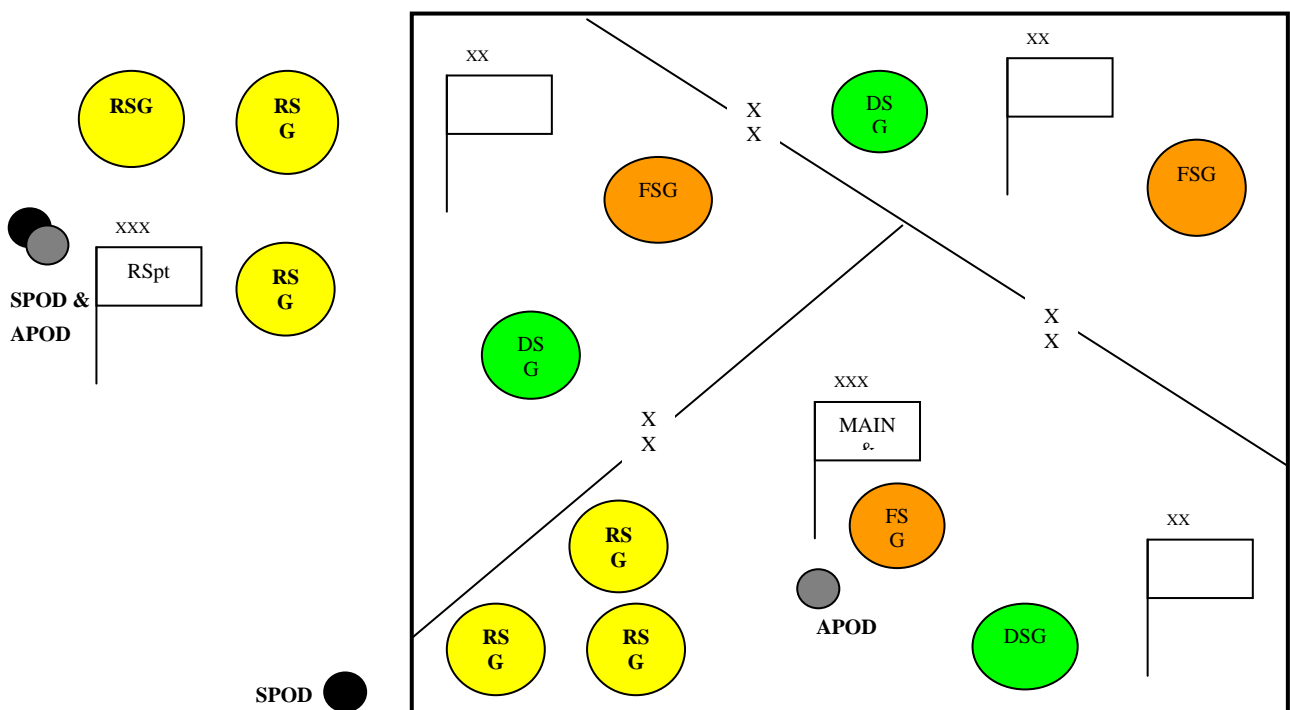 XX
XX
RSG
RS
G
X
X
DS
G
FSG
FSG
XXX
RSpt
RS
G
SPOD &
APOD
X
X
DS
G
XXX
MAIN
&
X
X
FS
G
XX
RS
G
APOD
RS
G
RS
G
DSG
SPOD